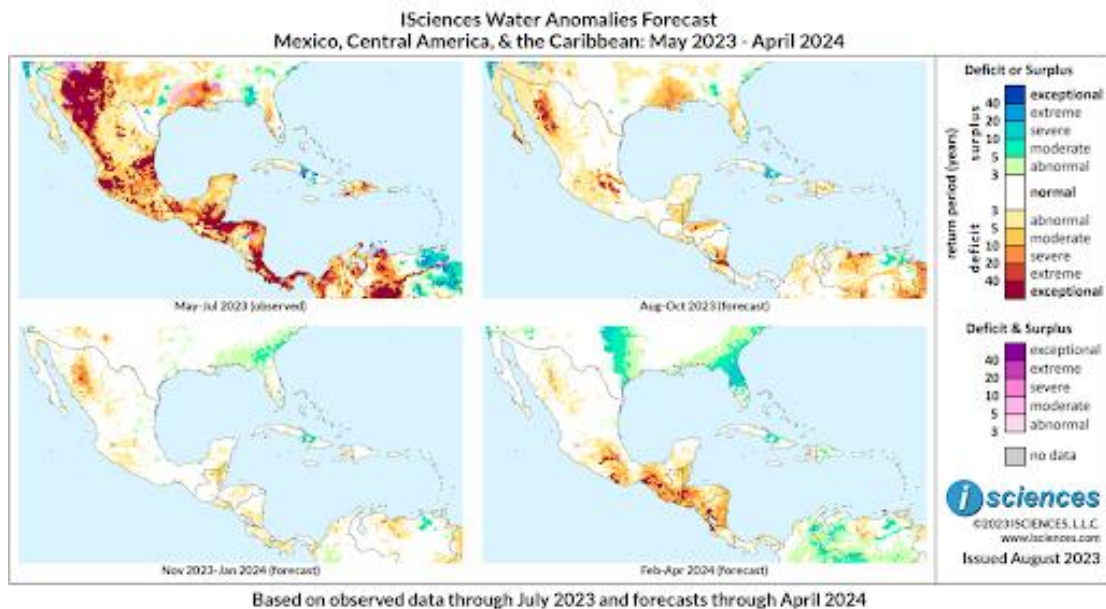 ISciences Water Anomalies Forecast
Mexico, Central America, & the Caribbean: May 2023 - April 2024
May-Jul 2023 (observed)
Aug-Oct 2023 (forecast)
Nov 2023-Jan 2024 (forecast)
Feb-Apr 2024 (forecast)
Deficit or Surplus
return period (years)
surplus
deficit
40
20
10
5
3
3
5
10
20
40
exceptional
extreme
severe
moderate
abnormal
normal
abnormal
moderate
severe
extreme
exceptional
Deficit & Surplus
40
20
10
5
3
exceptional
extreme
severe
moderate
abnormal
no data
isciences
©2023 ISCIENCES, L.L.C.
www.isciences.com
Issued August 2023
Based on observed data through July 2023 and forecasts through April 2024